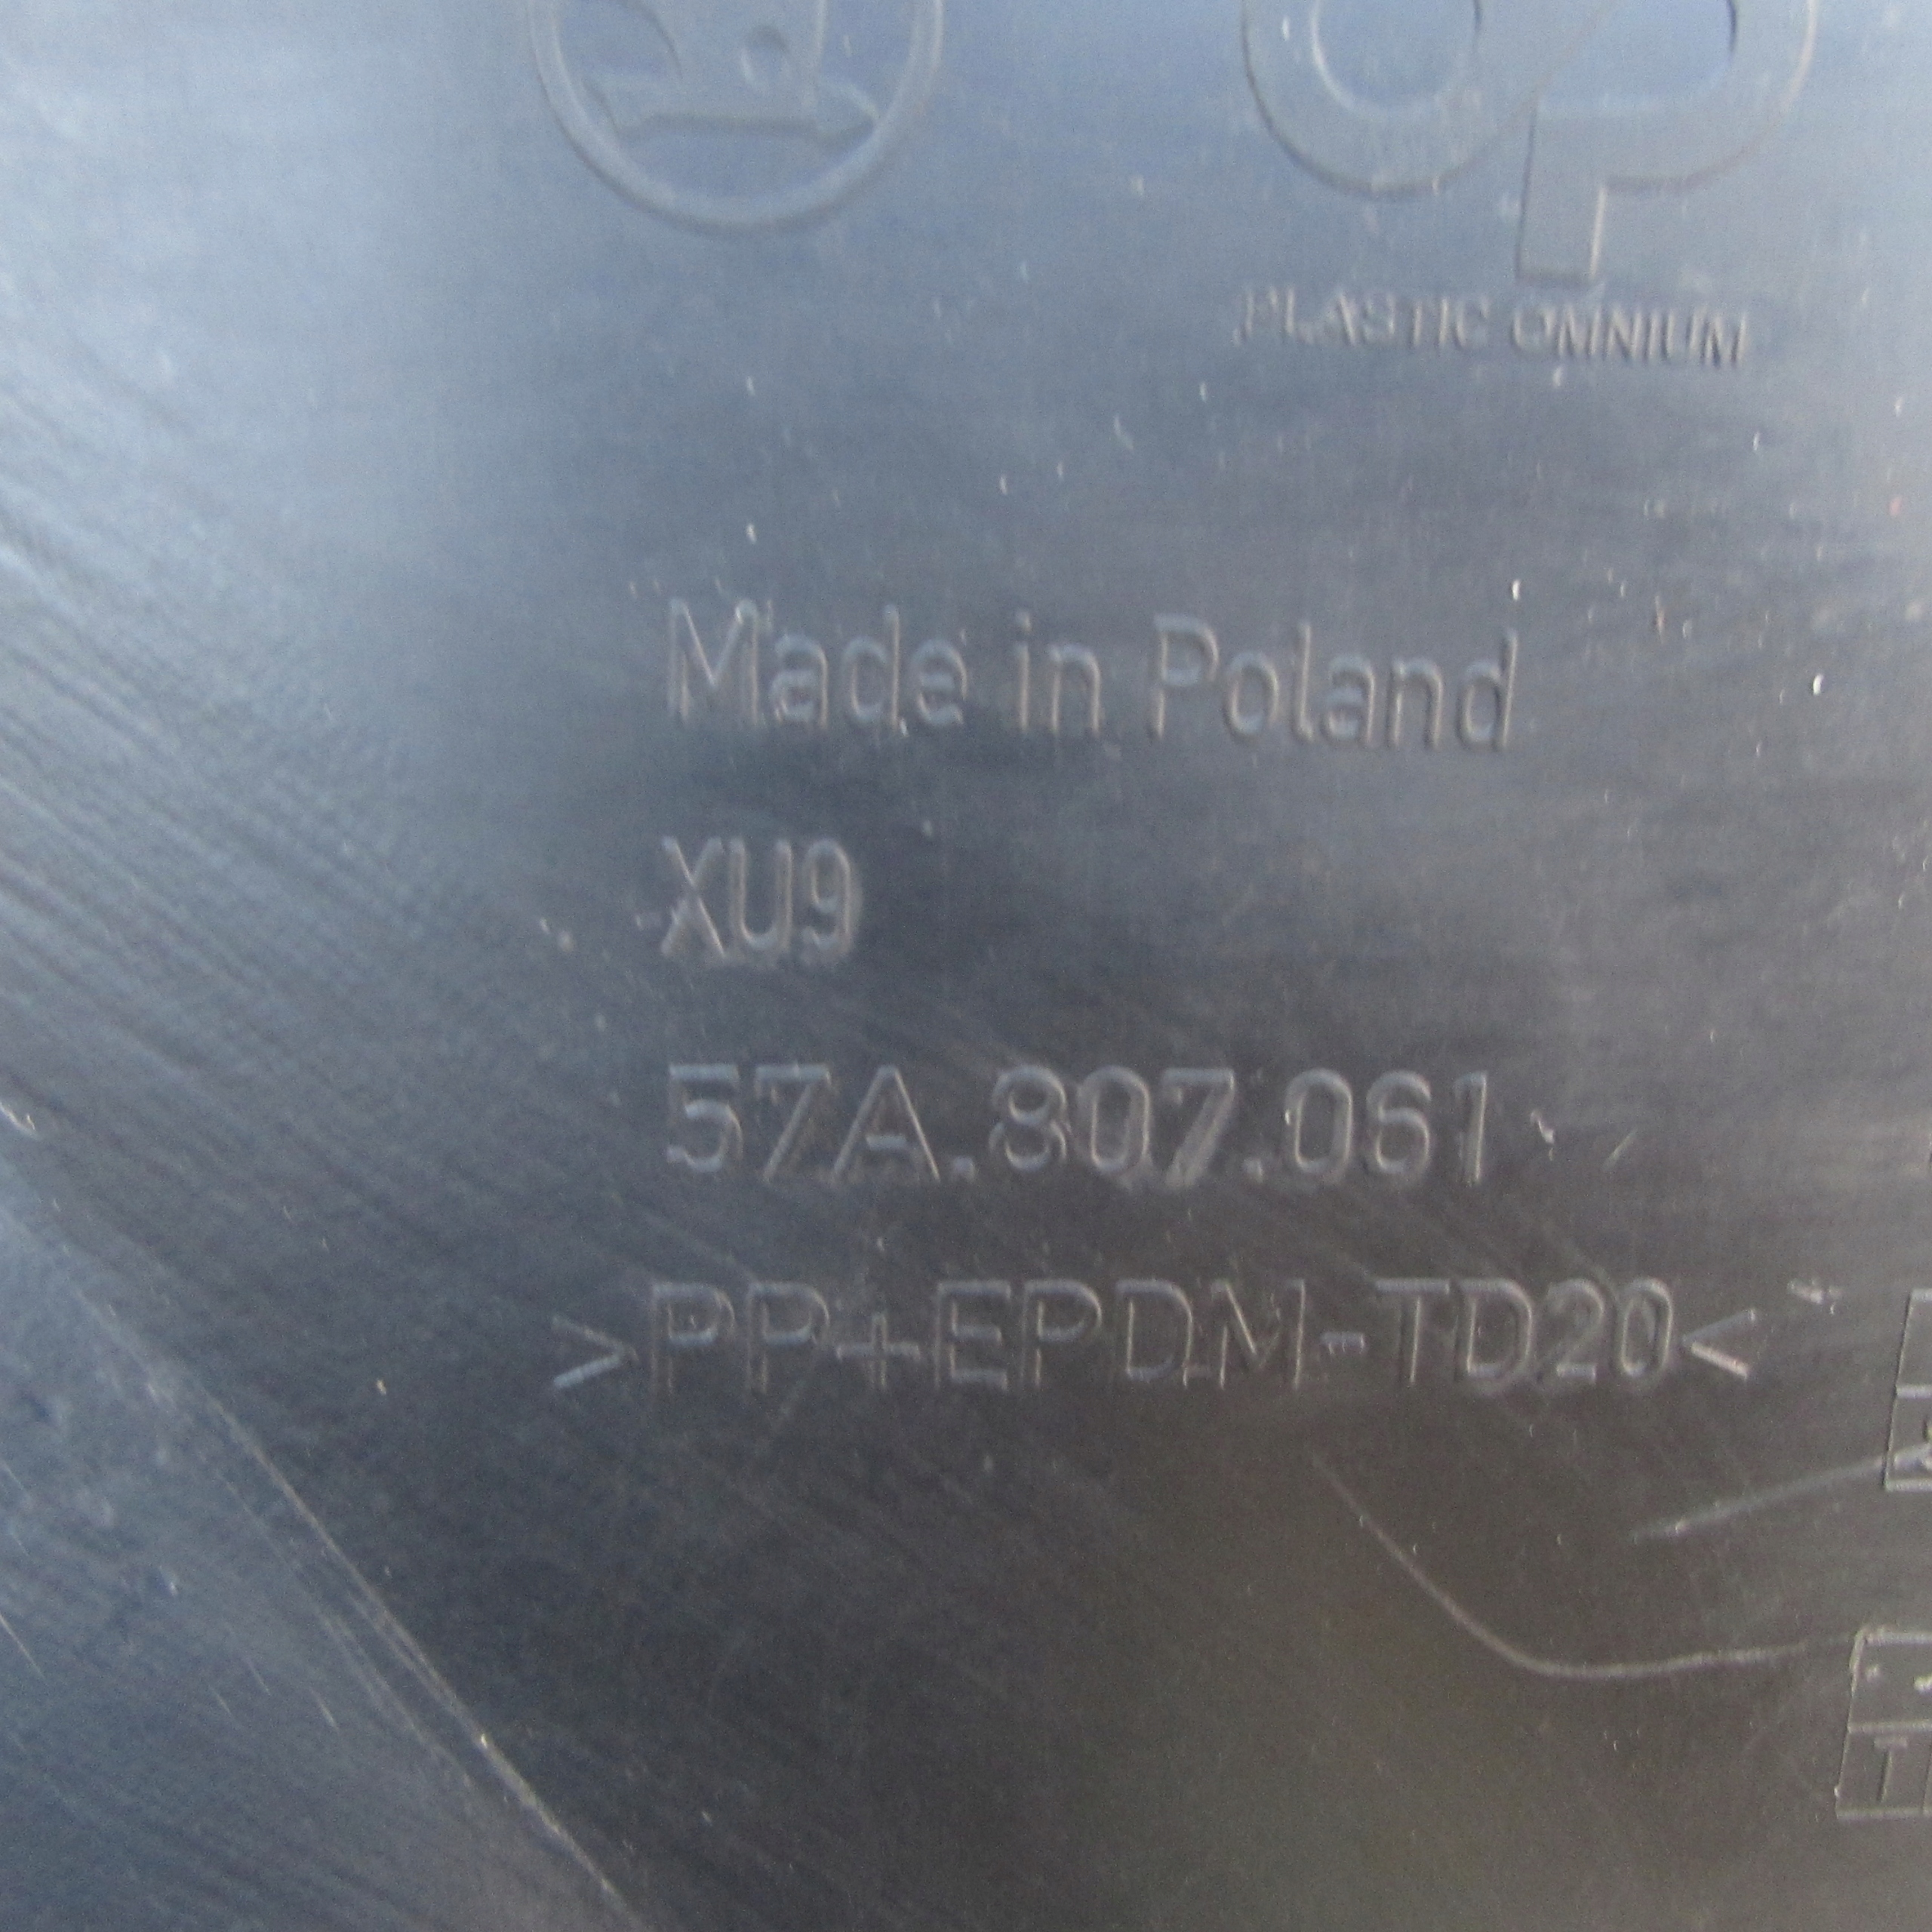 PLASTIC OMNIUM
Made in Poland
XU9
57A.807.061
>PP+EPDM-TD20<